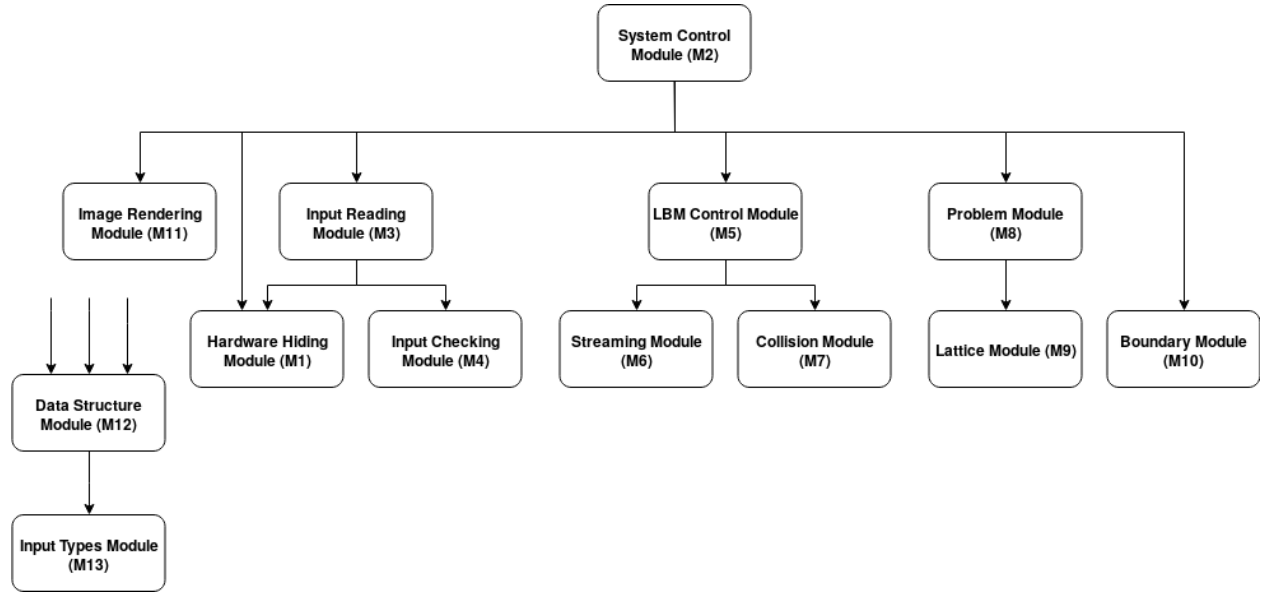 System Control
Module (M2)
Image Rendering
Module (M11)
Input Reading
Module (M3)
LBM Control Module
(M5)
Problem Module
(M8)
Hardware Hiding
Module (M1)
Input Checking
Module (M4)
Streaming Module
(M6)
Collision Module
(M7)
Lattice Module (M9)
Boundary Module
(M10)
Data Structure
Module (M12)
Input Types Module
(M13)